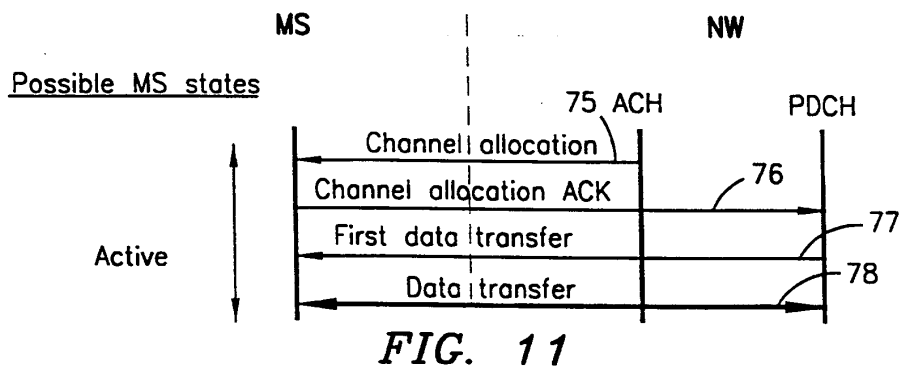 MS NW
Possible MS states
75 ACH PDCH
Channel allocation
Channel allocation ACK 76
First data transfer 77
Active
Data transfer 78
FIG. 11